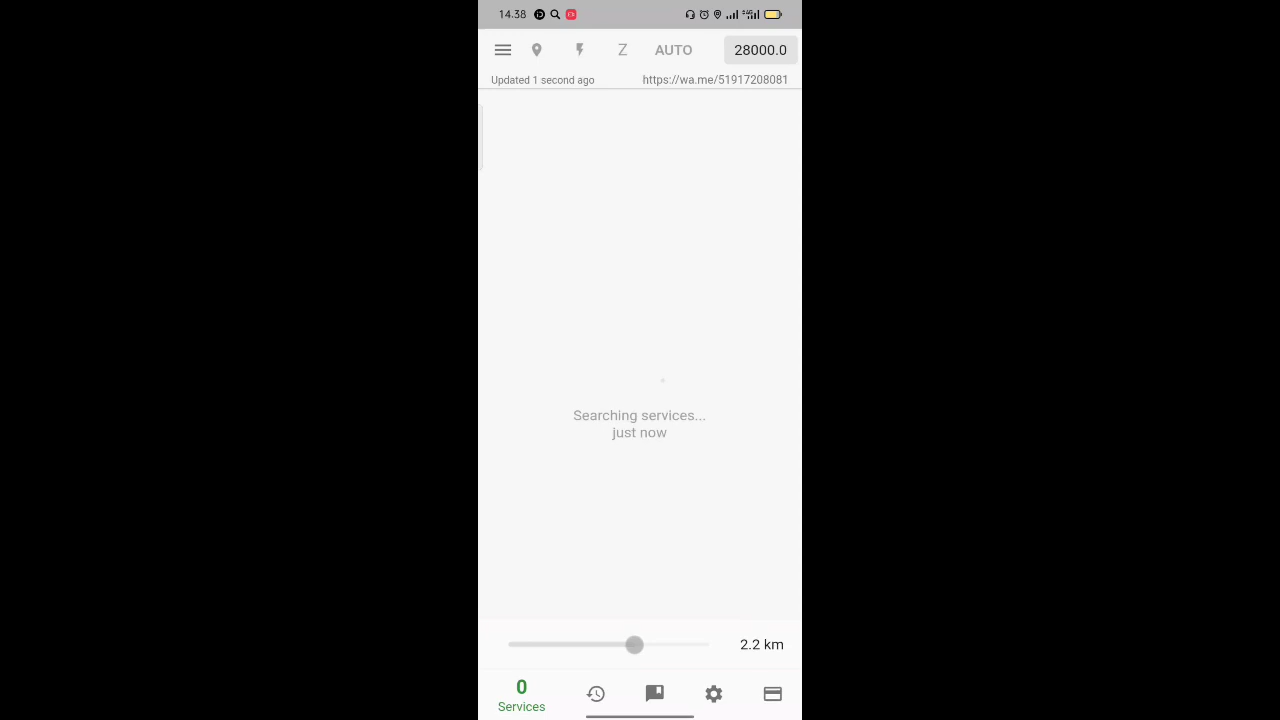 14.38
Z AUTO 28000.0
Updated 1 second ago https://wa.me/51917208081
Searching services...
just now
2.2 km
0
Services